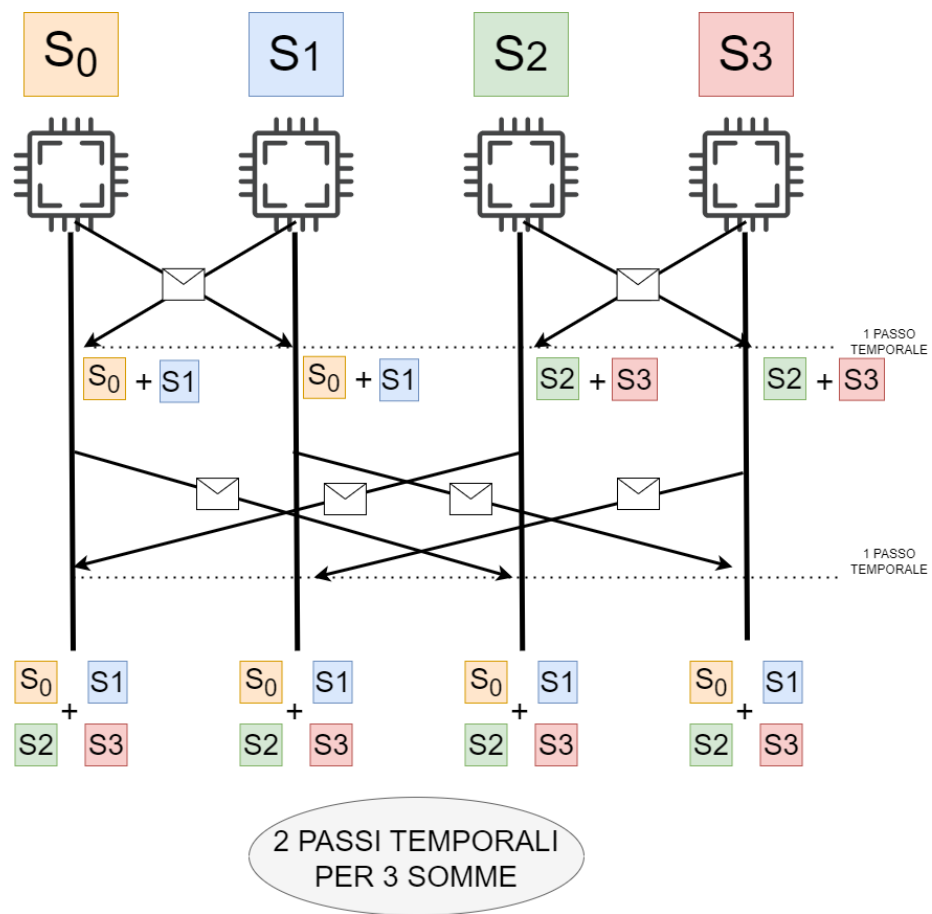 S₀ S1 S2 S3
1 PASSO
TEMPORALE
S₀ + S1 S₀ + S1 S2 + S3 S2 + S3
1 PASSO
TEMPORALE
S₀ S1 S₀ S1 S₀ S1 S₀ S1
+ + + +
S2 S3 S2 S3 S2 S3 S2 S3
2 PASSI TEMPORALI
PER 3 SOMME